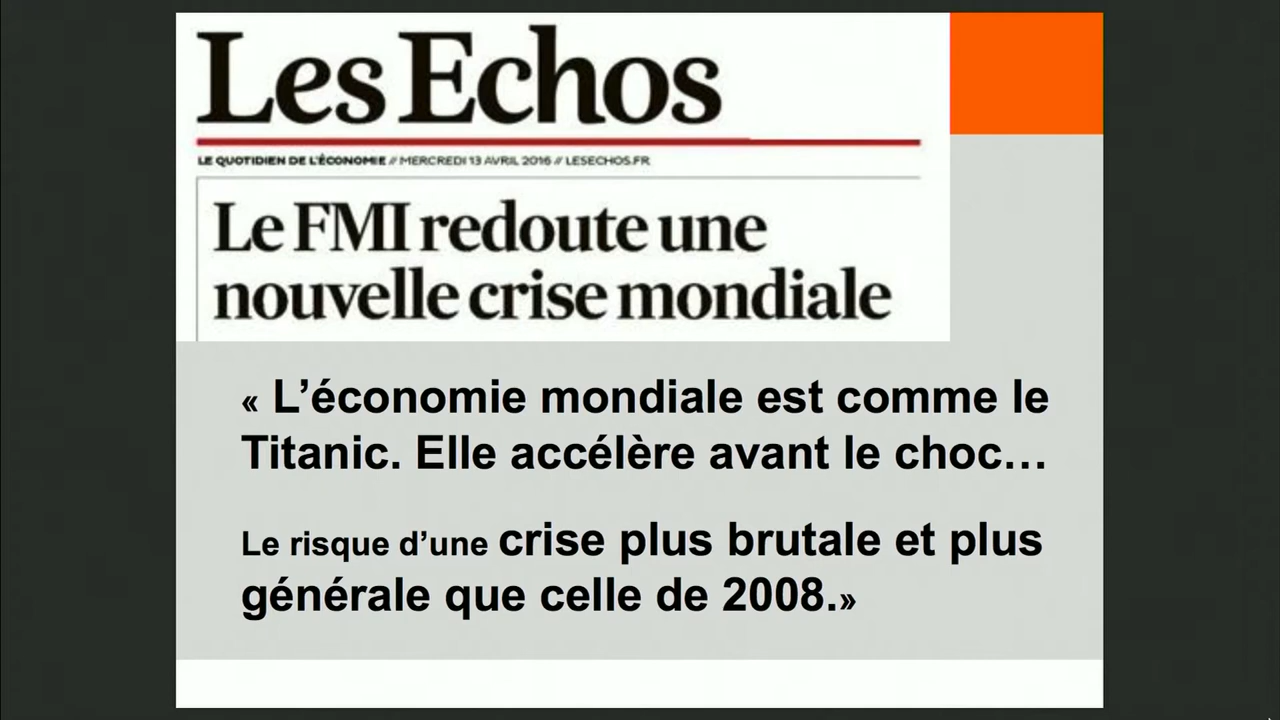 Les Echos
LE QUOTIDIEN DE L'ÉCONOMIE // MERCREDI 13 AVRIL 2016 // LESECHOS.FR
Le FMI redoute une
nouvelle crise mondiale
« L’économie mondiale est comme le
Titanic. Elle accélère avant le choc…
Le risque d’une crise plus brutale et plus
générale que celle de 2008.»